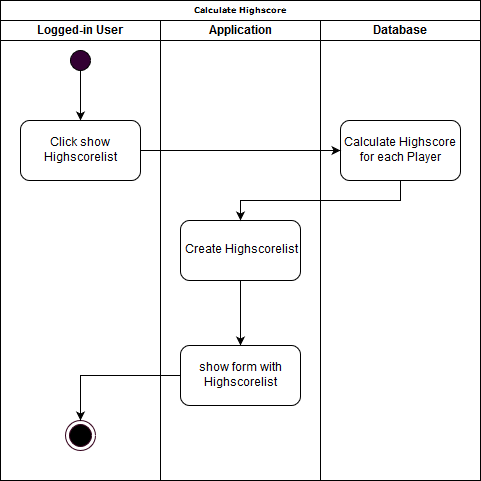 Calculate Highscore
Logged-in User
Application
Database
Click show
Highscorelist
Calculate Highscore
for each Player
Create Highscorelist
show form with
Highscorelist